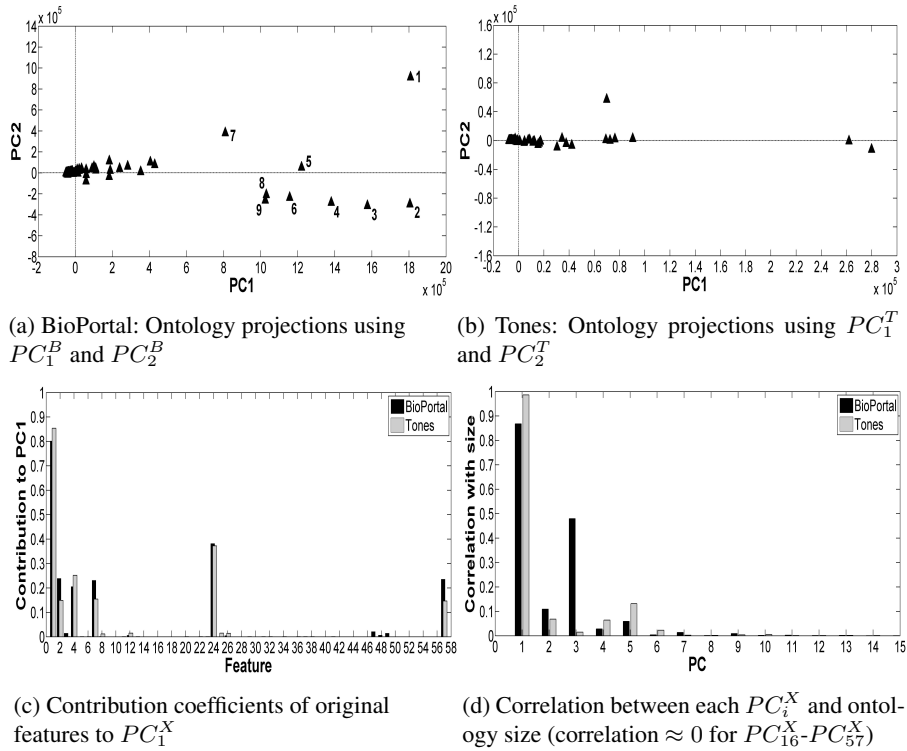 x 10^5
14
12
10
8
6
4
2
0
-2
-4
-6
-8
PC2
1
7
5
8
9
6
4
3
2
-2 0 2 4 6 8 10 12 14 16 18 20
PC1
x 10^5
x 10^5
1.6
1.2
0.8
0.4
0
-0.4
-0.8
-1.2
-1.6
PC2
-0.2 0 0.2 0.4 0.6 0.8 1 1.2 1.4 1.6 1.8 2 2.2 2.4 2.6 2.8 3
PC1
x 10^5
(a) BioPortal: Ontology projections using
PC_1^B and PC_2^B
(b) Tones: Ontology projections using PC_1^T
and PC_2^T
1
0.9
0.8
0.7
0.6
0.5
0.4
0.3
0.2
0.1
0
Contribution to PC1
BioPortal
Tones
0 2 4 6 8 10 12 14 16 18 20 22 24 26 28 30 32 34 36 38 40 42 44 46 48 50 52 54 56 58
Feature
1
0.9
0.8
0.7
0.6
0.5
0.4
0.3
0.2
0.1
0
Correlation with size
BioPortal
Tones
0 1 2 3 4 5 6 7 8 9 10 11 12 13 14 15
PC
(c) Contribution coefficients of original
features to PC_1^X
(d) Correlation between each PC_i^X and ontol-
ogy size (correlation ≈ 0 for PC_16^X-PC_57^X)